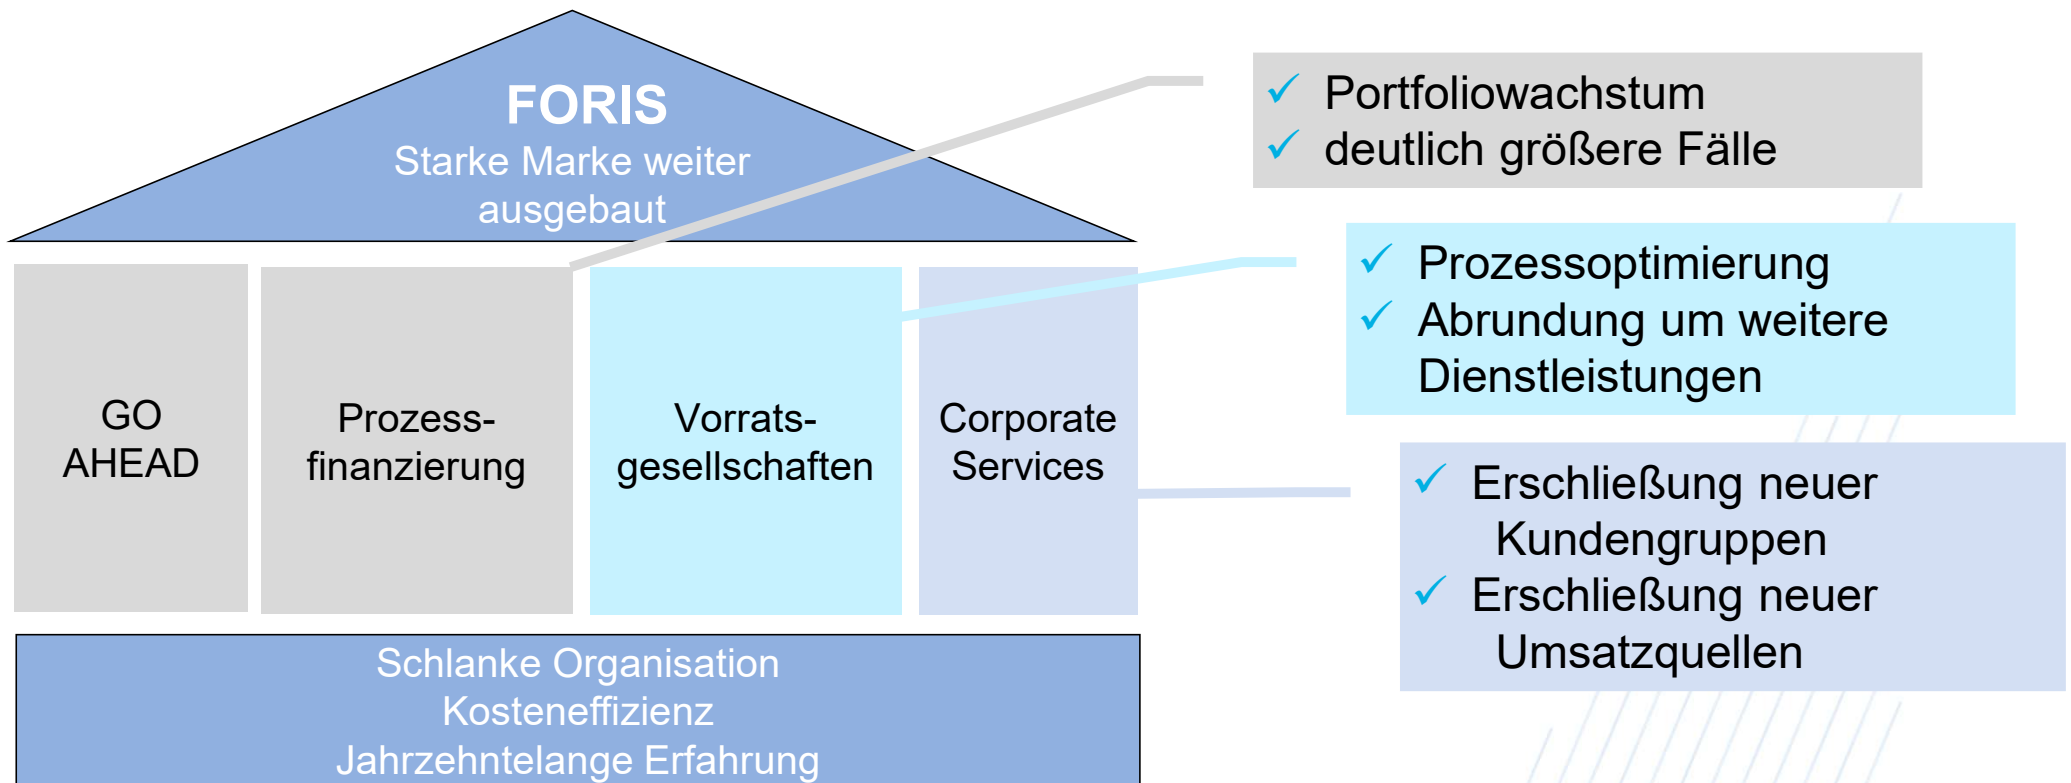 FORIS
Starke Marke weiter
ausgebaut
GO
AHEAD
Prozess-
finanzierung
Vorrats-
gesellschaften
Corporate
Services
Schlanke Organisation
Kosteneffizienz
Jahrzehntelange Erfahrung
✓ Portfoliowachstum
✓ deutlich größere Fälle
✓ Prozessoptimierung
✓ Abrundung um weitere
Dienstleistungen
✓ Erschließung neuer
Kundengruppen
✓ Erschließung neuer
Umsatzquellen